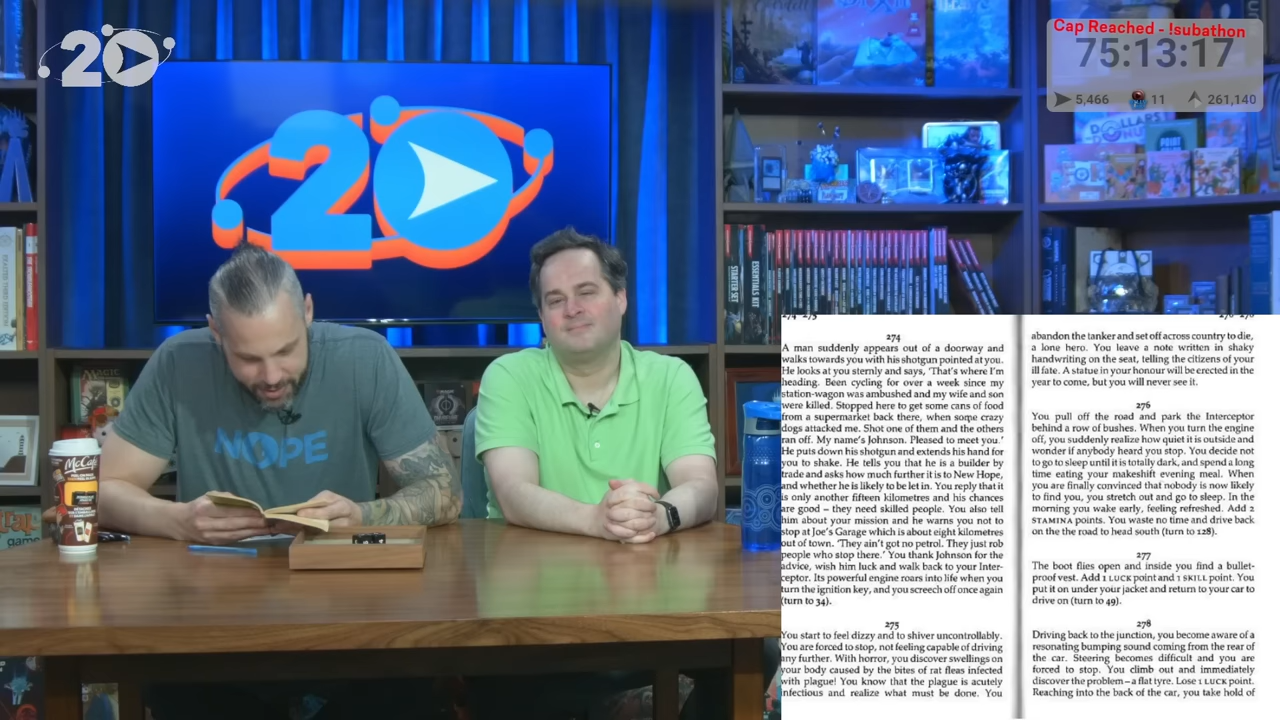 20
Cap Reached - !subathon
75:13:17
5,466
11
261,140
20
DOLLARS
STARTER SET
ESSENTIALS KIT
MAGIC
McCafé
NOPE
game
274-275
274
A man suddenly appears out of a doorway and
walks towards you with his shotgun pointed at you.
He looks at you sternly and says, 'That's where I'm
heading. Been cycling for over a week since my
station-wagon was ambushed and my wife and son
were killed. Stopped here to get some cans of food
from a supermarket back there, when some crazy
dogs attacked me. Shot one of them and the others
ran off. My name's Johnson. Pleased to meet you.'
He puts down his shotgun and extends his hand for
you to shake. He tells you that he is a builder by
trade and asks how much further it is to New Hope,
and whether he is likely to be let in. You reply that it
is only another fifteen kilometres and his chances
are good – they need skilled people. You also tell
him about your mission and he warns you not to
stop at Joe's Garage which is about eight kilometres
out of town. 'They ain't got no petrol. They just rob
people who stop there.' You thank Johnson for the
advice, wish him luck and walk back to your Inter-
ceptor. Its powerful engine roars into life when you
turn the ignition key, and you screech off once again
(turn to 34).
275
You start to feel dizzy and to shiver uncontrollably.
You are forced to stop, not feeling capable of driving
any further. With horror, you discover swellings on
your body caused by the bites of rat fleas infected
with plague! You know that the plague is acutely
infectious and realize what must be done. You
abandon the tanker and set off across country to die,
a lone hero. You leave a note written in shaky
handwriting on the seat, telling the citizens of your
ill fate. A statue in your honour will be erected in the
year to come, but you will never see it.
276
You pull off the road and park the Interceptor
behind a row of bushes. When you turn the engine
off, you suddenly realize how quiet it is outside and
wonder if anybody heard you stop. You decide not
to go to sleep until it is totally dark, and spend a long
time eating your makeshift evening meal. When
you are finally convinced that nobody is now likely
to find you, you stretch out and go to sleep. In the
morning you wake early, feeling refreshed. Add 2
STAMINA points. You waste no time and drive back
on the the road to head south (turn to 128).
277
The boot flies open and inside you find a bullet-
proof vest. Add 1 LUCK point and 1 SKILL point. You
put it on under your jacket and return to your car to
drive on (turn to 49).
278
Driving back to the junction, you become aware of a
resonating bumping sound coming from the rear of
the car. Steering becomes difficult and you are
forced to stop. You climb out and immediately
discover the problem – a flat tyre. Lose 1 LUCK point.
Reaching into the back of the car, you take hold of